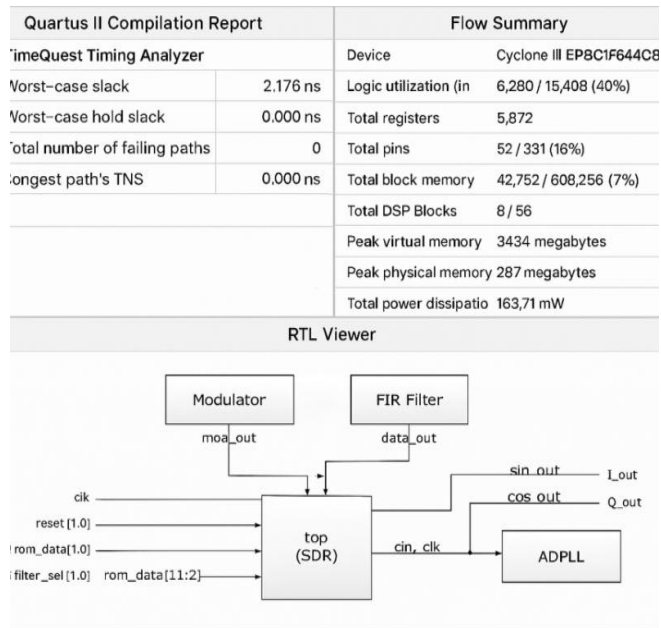 Quartus II Compilation Report
TimeQuest Timing Analyzer
Worst-case slack 2.176 ns
Worst-case hold slack 0.000 ns
Total number of failing paths 0
Congest path's TNS 0.000 ns
Flow Summary
Device Cyclone III EP8C1F644C8
Logic utilization (in 6,280 / 15,408 (40%)
Total registers 5,872
Total pins 52 / 331 (16%)
Total block memory 42,752 / 608,256 (7%)
Total DSP Blocks 8 / 56
Peak virtual memory 3434 megabytes
Peak physical memory 287 megabytes
Total power dissipatio 163,71 mW
RTL Viewer
Modulator
FIR Filter
moa_out
data_out
sin out
I_out
cos out
Q_out
cik
reset [1.0]
rom_data[1.0]
filter_sel [1.0]
rom_data[11:2]
top
(SDR)
cin, clk
ADPLL